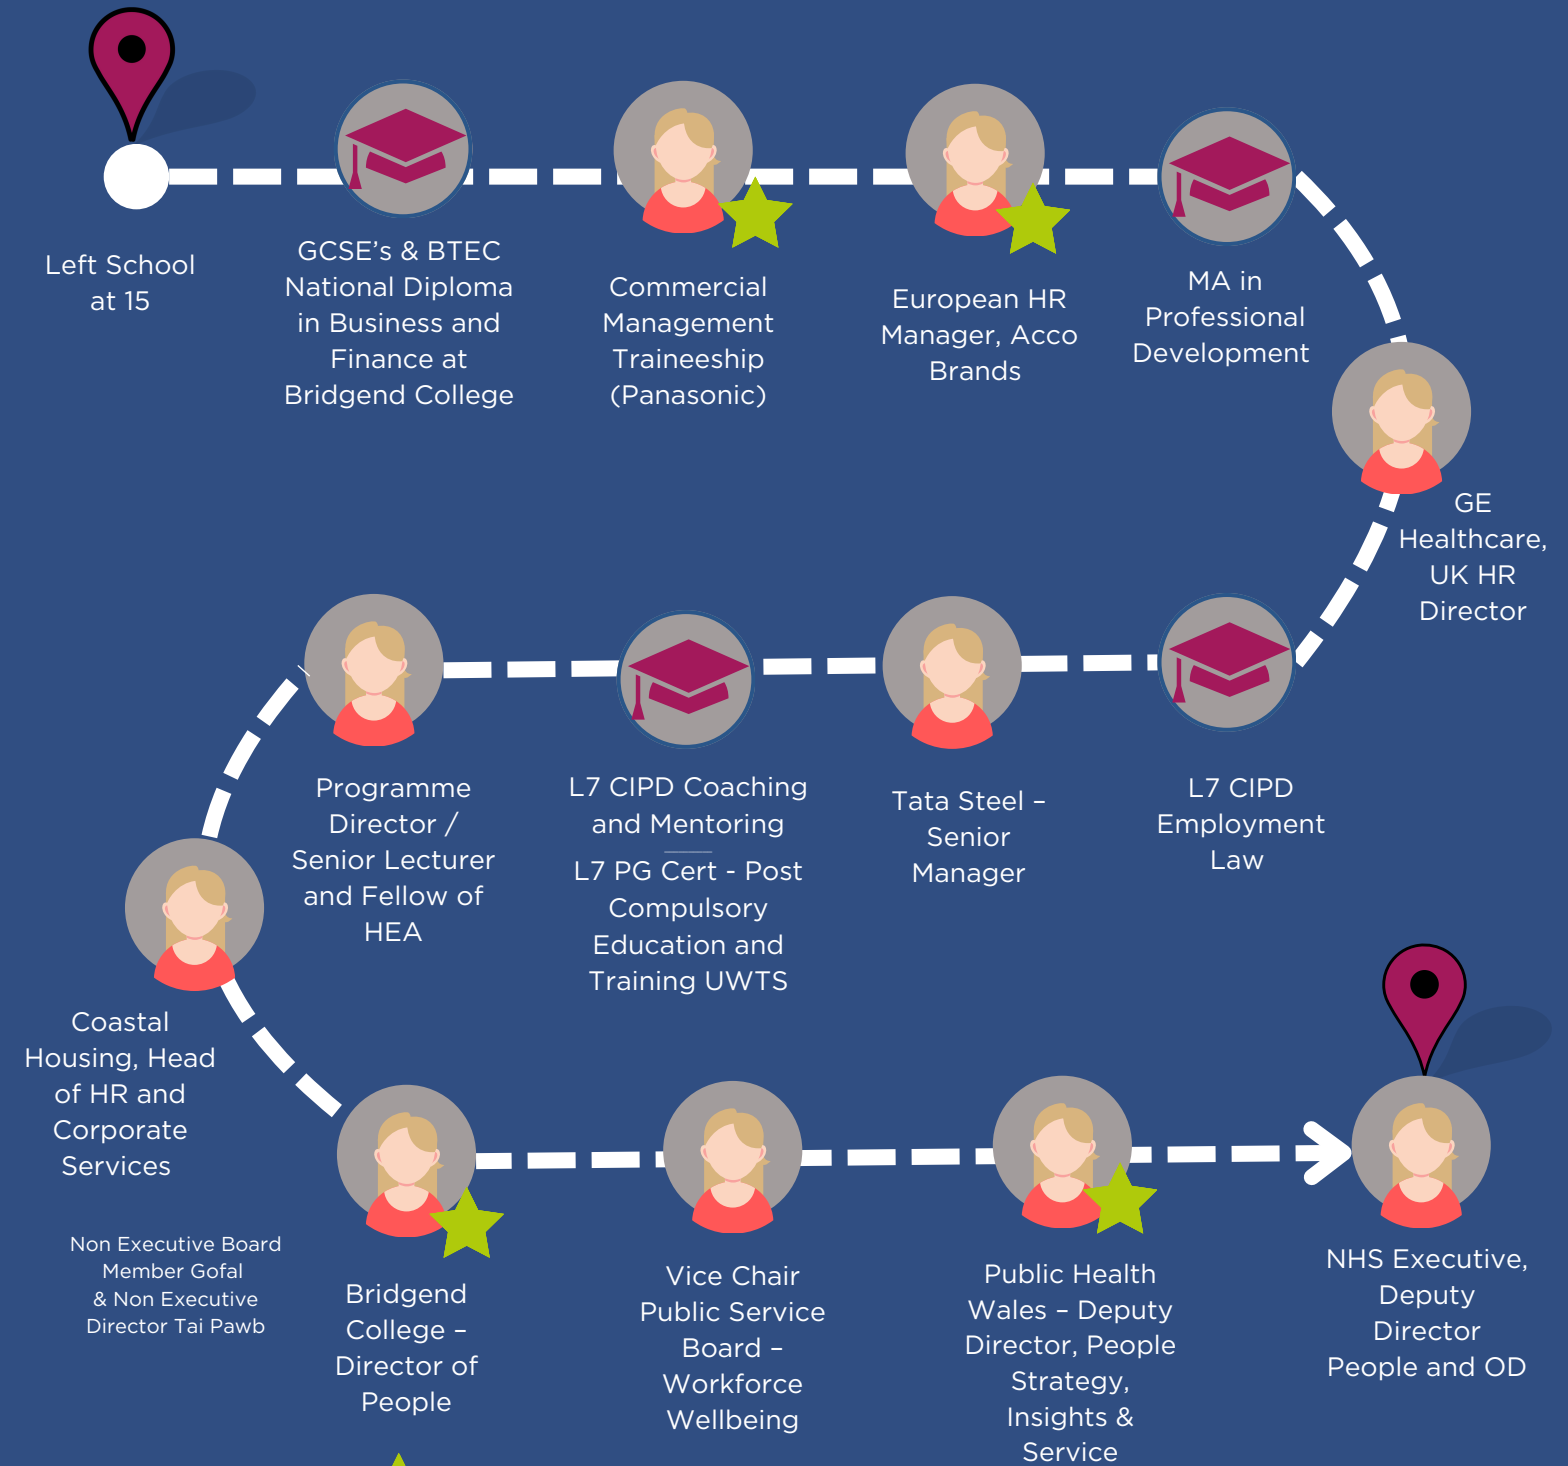 Left School
at 15
GCSE’s & BTEC
National Diploma
in Business and
Finance at
Bridgend College
Commercial
Management
Traineeship
(Panasonic)
European HR
Manager, Acco
Brands
MA in
Professional
Development
GE
Healthcare,
UK HR
Director
L7 CIPD
Employment
Law
Tata Steel –
Senior
Manager
L7 CIPD Coaching
and Mentoring
L7 PG Cert - Post
Compulsory
Education and
Training UWTS
Programme
Director /
Senior Lecturer
and Fellow of
HEA
Coastal
Housing, Head
of HR and
Corporate
Services
Non Executive Board
Member Gofal
& Non Executive
Director Tai Pawb
Bridgend
College –
Director of
People
Vice Chair
Public Service
Board –
Workforce
Wellbeing
Public Health
Wales – Deputy
Director, People
Strategy,
Insights &
Service
NHS Executive,
Deputy
Director
People and OD